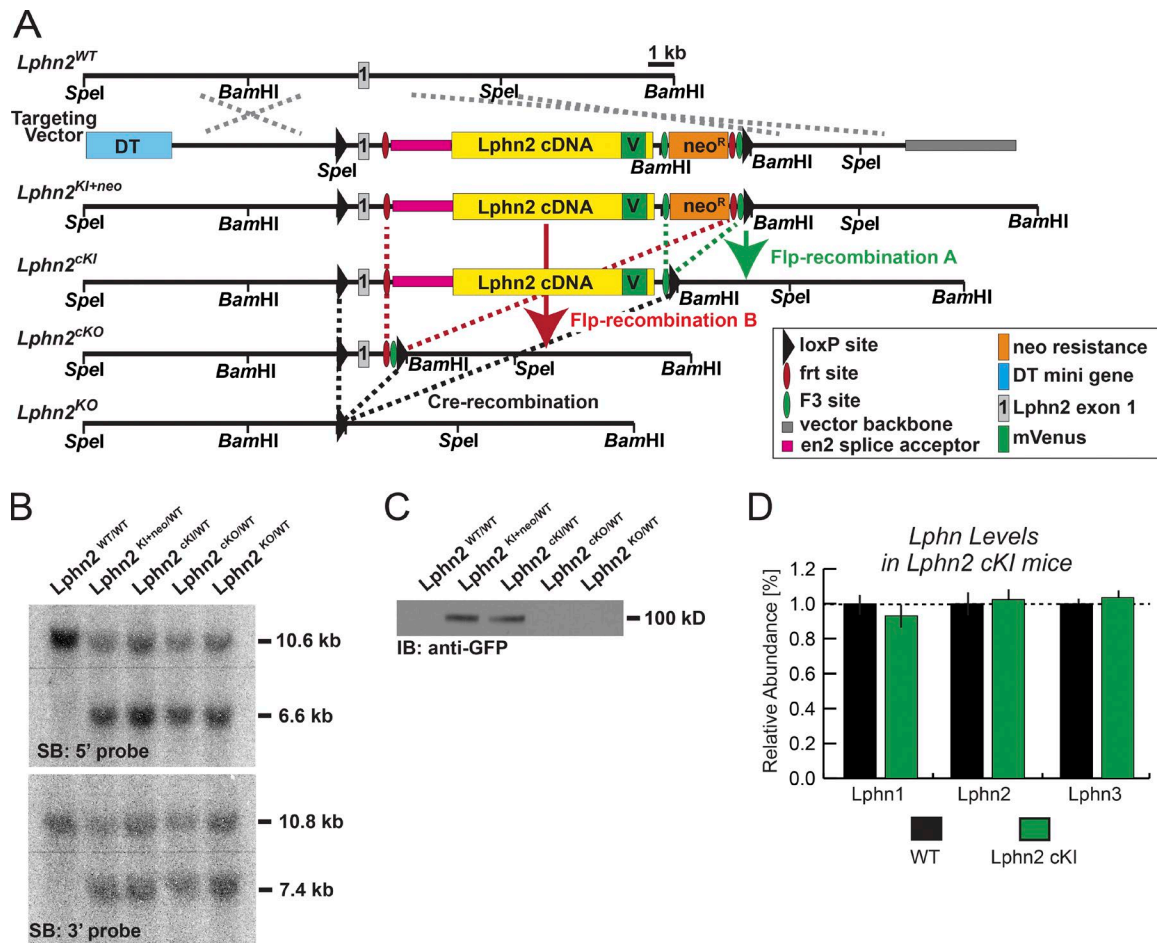 A
Lphn2WT
1 kb
1
SpeI BamHI SpeI BamHI
Targeting
Vector
DT 1 Lphn2 cDNA V neoR
SpeI BamHI BamHI SpeI
Lphn2KI+neo
1 Lphn2 cDNA V neoR
SpeI BamHI BamHI SpeI BamHI
Flp-recombination A
Lphn2cKI
1 Lphn2 cDNA V
SpeI BamHI BamHI SpeI BamHI
Flp-recombination B
Lphn2cKO
1
SpeI BamHI BamHI SpeI BamHI
Cre-recombination
Lphn2KO
SpeI BamHI SpeI BamHI
loxP site
frt site
F3 site
vector backbone
en2 splice acceptor
neo resistance
DT mini gene
1 Lphn2 exon 1
mVenus
B
Lphn2 WT/WT
Lphn2 KI+neo/WT
Lphn2 cKI/WT
Lphn2 cKO/WT
Lphn2 KO/WT
10.6 kb
6.6 kb
SB: 5' probe
10.8 kb
7.4 kb
SB: 3' probe
C
Lphn2 WT/WT
Lphn2 KI+neo/WT
Lphn2 cKI/WT
Lphn2 cKO/WT
Lphn2 KO/WT
100 kD
IB: anti-GFP
D
Lphn Levels
in Lphn2 cKI mice
Relative Abundance [%]
1.2
1.0
0.8
0.6
0.4
0.2
0.0
Lphn1 Lphn2 Lphn3
WT Lphn2 cKI